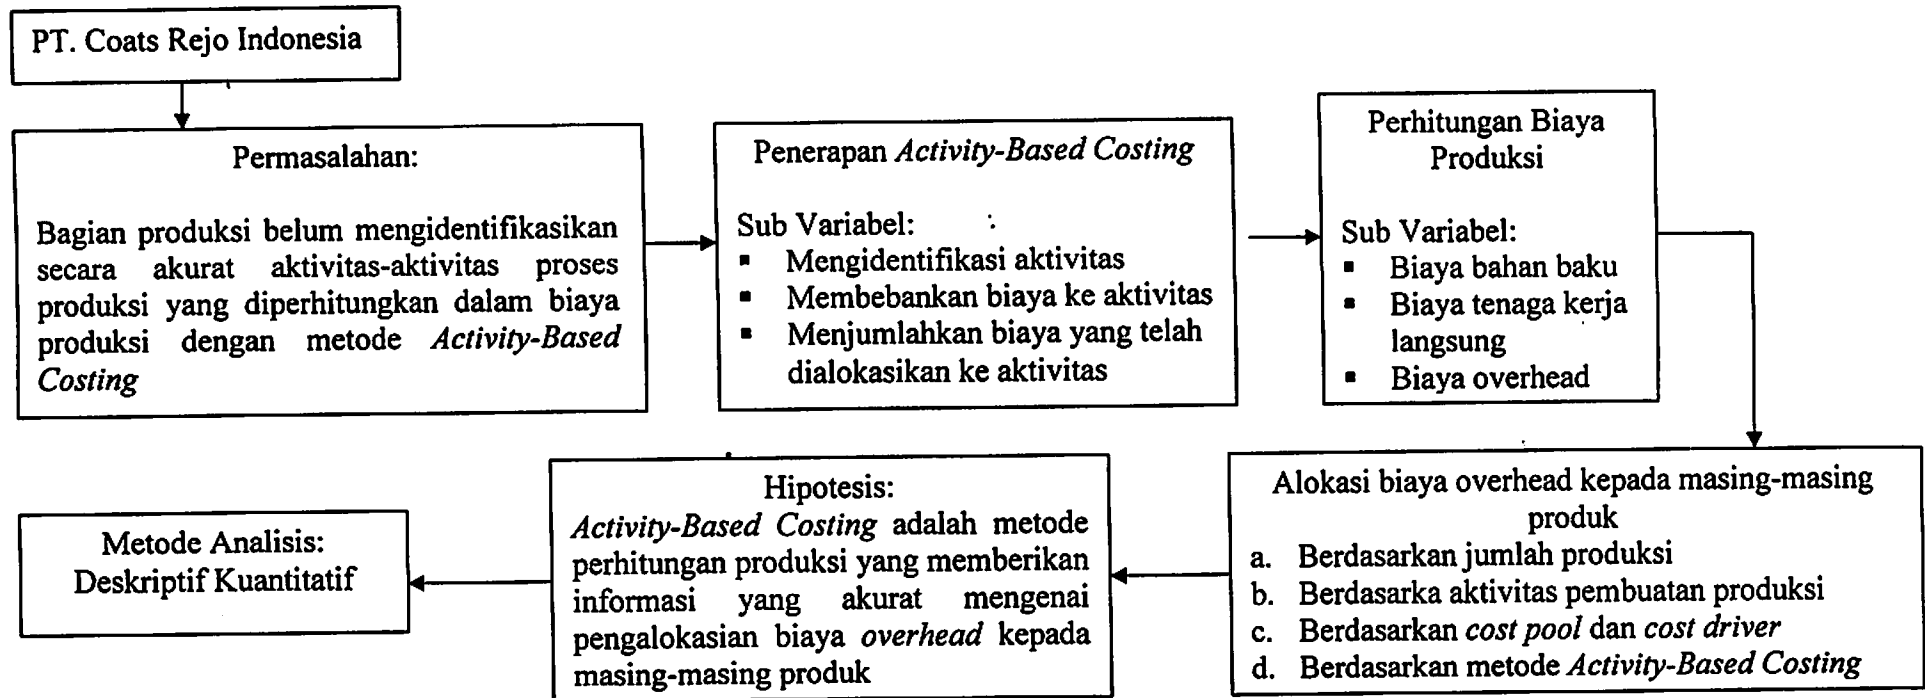 PT. Coats Rejo Indonesia
Permasalahan:
Bagian produksi belum mengidentifikasikan
secara akurat aktivitas-aktivitas proses
produksi yang diperhitungkan dalam biaya
produksi dengan metode Activity-Based
Costing
Penerapan Activity-Based Costing
Sub Variabel:
▪ Mengidentifikasi aktivitas
▪ Membebankan biaya ke aktivitas
▪ Menjumlahkan biaya yang telah
dialokasikan ke aktivitas
Perhitungan Biaya
Produksi
Sub Variabel:
▪ Biaya bahan baku
▪ Biaya tenaga kerja
langsung
▪ Biaya overhead
Alokasi biaya overhead kepada masing-masing
produk
a. Berdasarkan jumlah produksi
b. Berdasarka aktivitas pembuatan produksi
c. Berdasarkan cost pool dan cost driver
d. Berdasarkan metode Activity-Based Costing
Hipotesis:
Activity-Based Costing adalah metode
perhitungan produksi yang memberikan
informasi yang akurat mengenai
pengalokasian biaya overhead kepada
masing-masing produk
Metode Analisis:
Deskriptif Kuantitatif